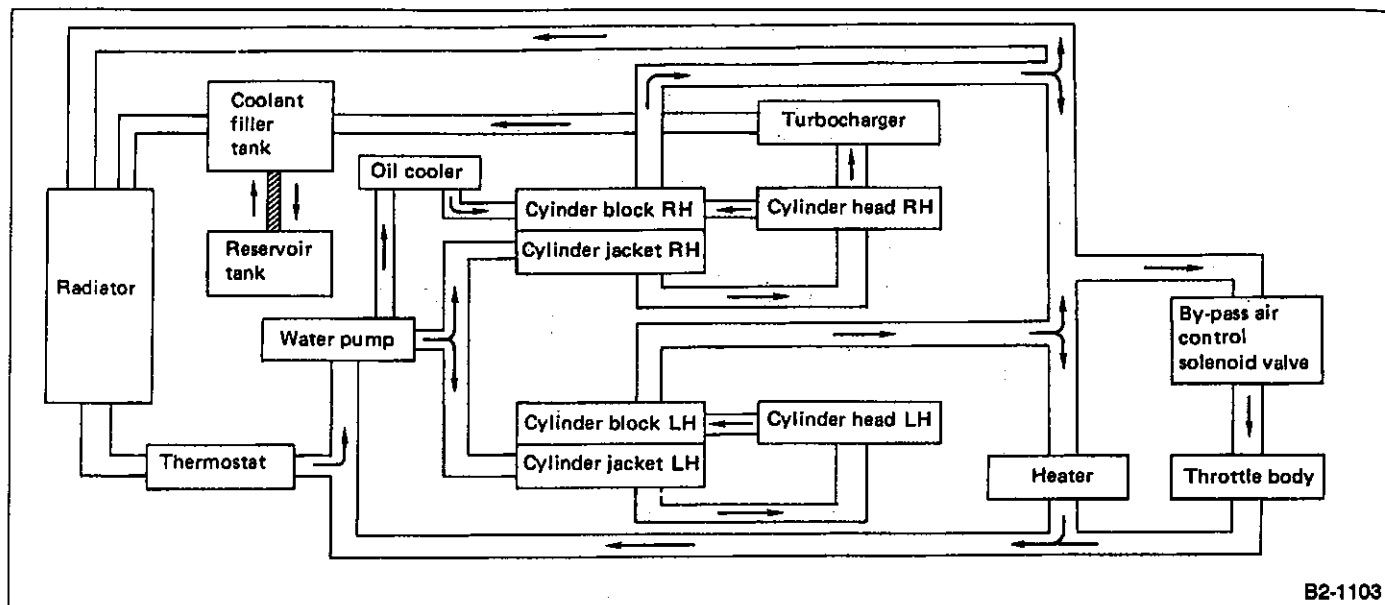 Coolant
filler
tank
Turbocharger
Oil cooler
Cyinder block RH
Cylinder head RH
Cylinder jacket RH
Reservoir
tank
Radiator
Water pump
By-pass air
control
solenoid valve
Cylinder block LH
Cylinder head LH
Cylinder jacket LH
Thermostat
Heater
Throttle body
B2-1103